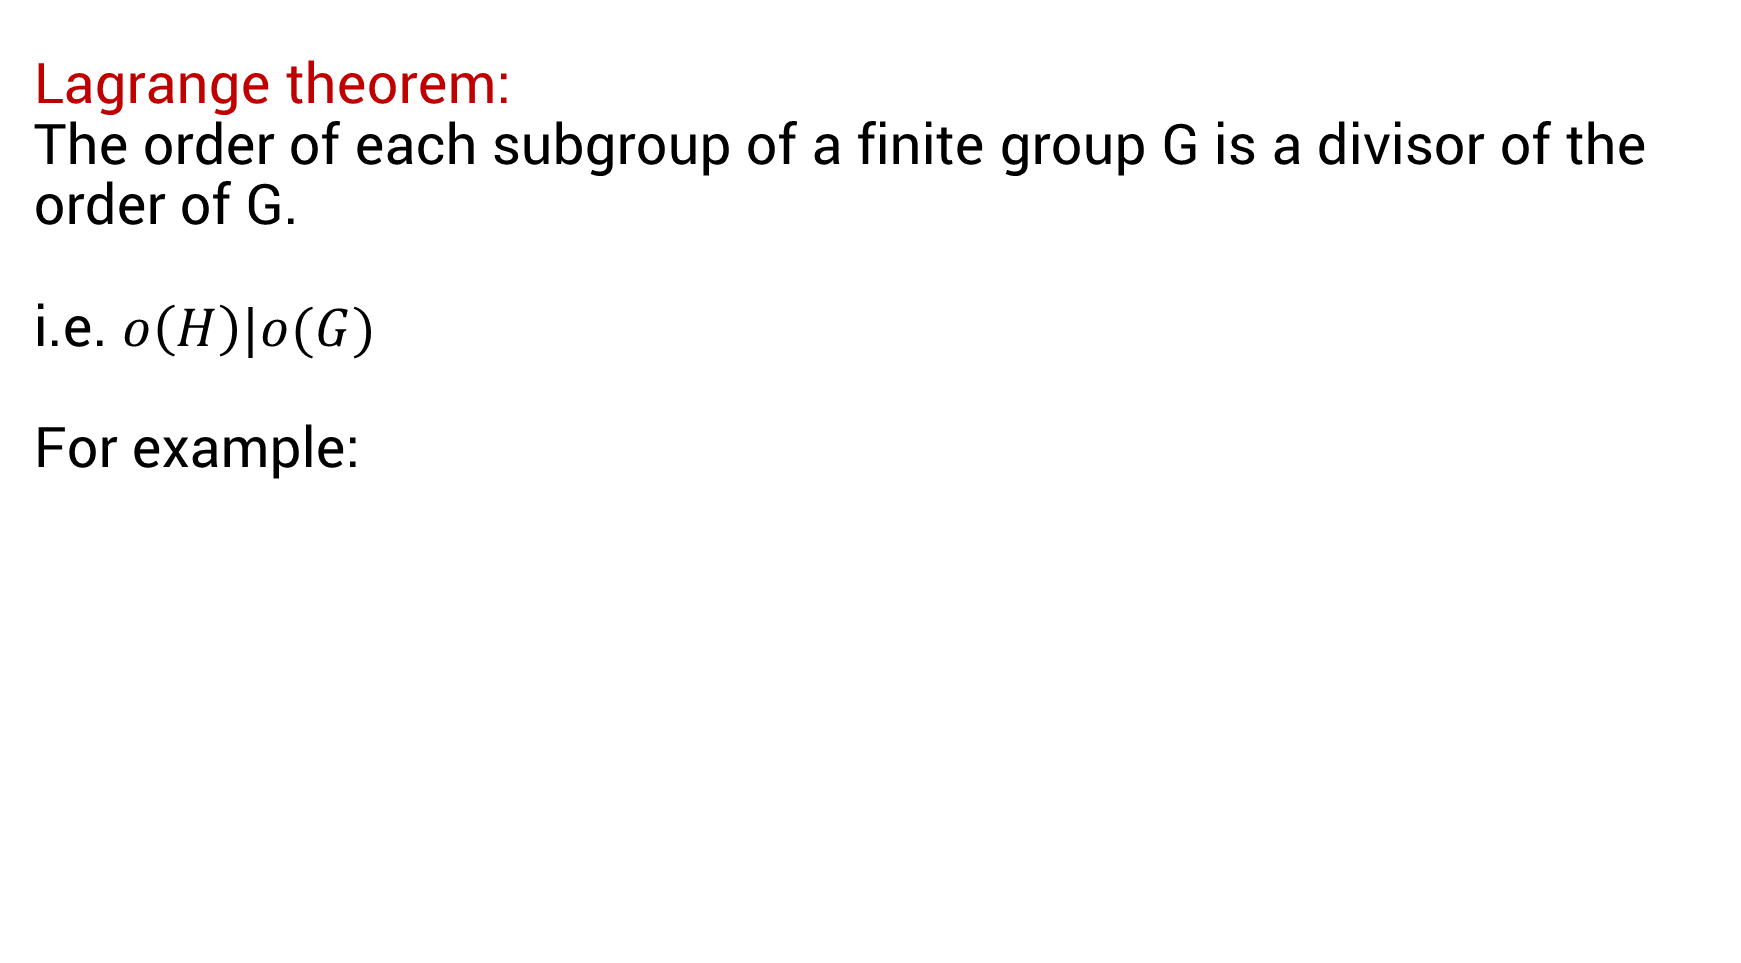 Lagrange theorem:
The order of each subgroup of a finite group G is a divisor of the
order of G.
i.e. 𝑜(𝐻)|𝑜(𝐺)
For example: